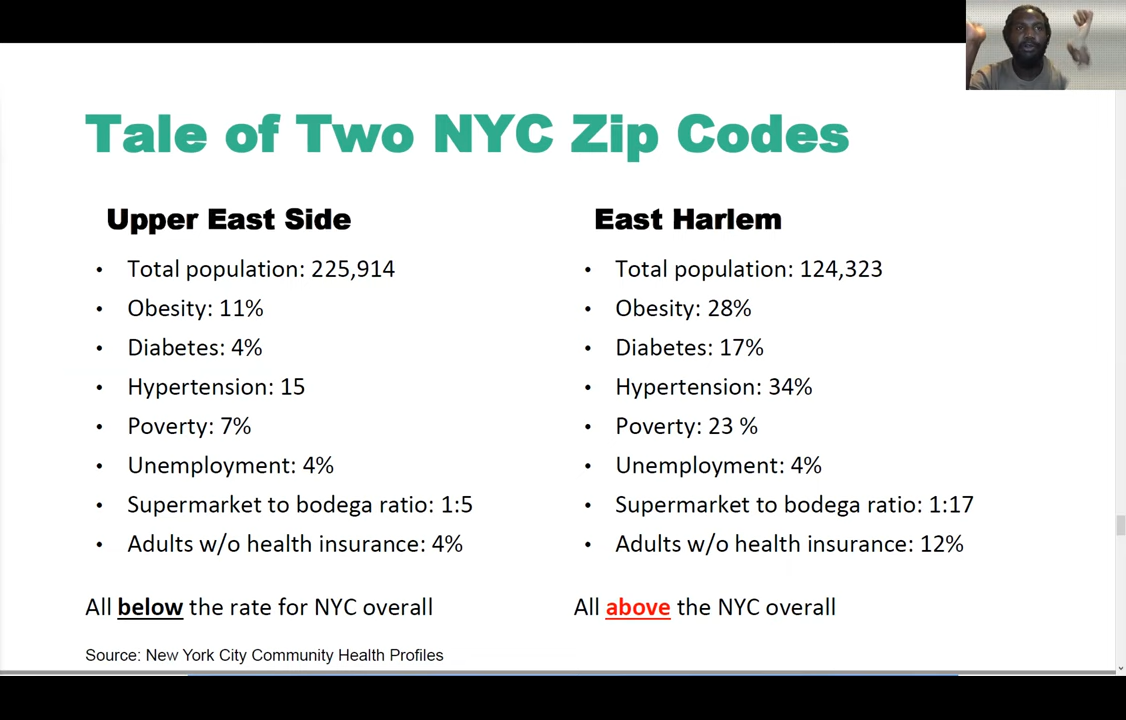 Tale of Two NYC Zip Codes
Upper East Side
• Total population: 225,914
• Obesity: 11%
• Diabetes: 4%
• Hypertension: 15
• Poverty: 7%
• Unemployment: 4%
• Supermarket to bodega ratio: 1:5
• Adults w/o health insurance: 4%
All below the rate for NYC overall
East Harlem
• Total population: 124,323
• Obesity: 28%
• Diabetes: 17%
• Hypertension: 34%
• Poverty: 23 %
• Unemployment: 4%
• Supermarket to bodega ratio: 1:17
• Adults w/o health insurance: 12%
All above the NYC overall
Source: New York City Community Health Profiles